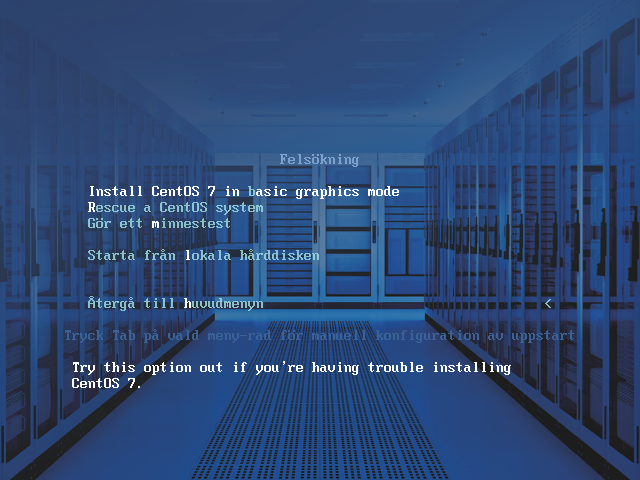 Felsökning
Install CentOS 7 in basic graphics mode
Rescue a CentOS system
Gör ett minnestest
Starta från lokala hårddisken
Återgå till huvudmenyn <
Tryck Tab på vald meny-rad för manuell konfiguration av uppstart
Try this option out if you're having trouble installing
CentOS 7.